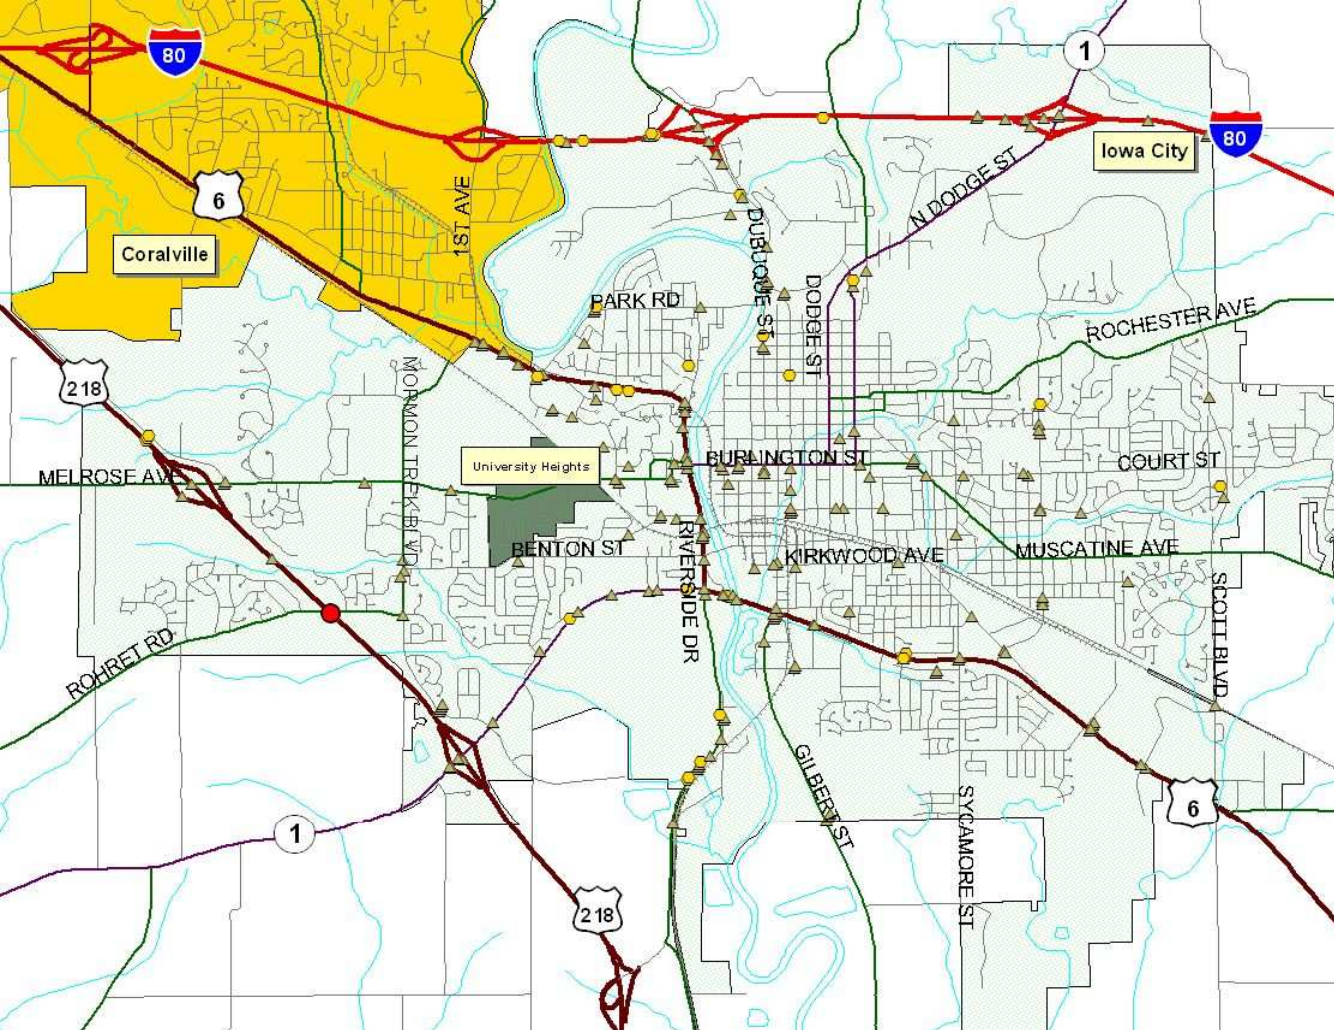 80
1
Iowa City
80
6
1ST AVE
N DODGE ST
Coralville
DUBUQUE ST
PARK RD
DODGE ST
ROCHESTER AVE
218
MORMON TREK BLVD
MELROSE AVE
University Heights
BURLINGTON ST
COURT ST
BENTON ST
RIVERSIDE DR
KIRKWOOD AVE
MUSCATINE AVE
SCOTT BLVD
ROHRET RD
GILBERT ST
SYCAMORE ST
6
1
218